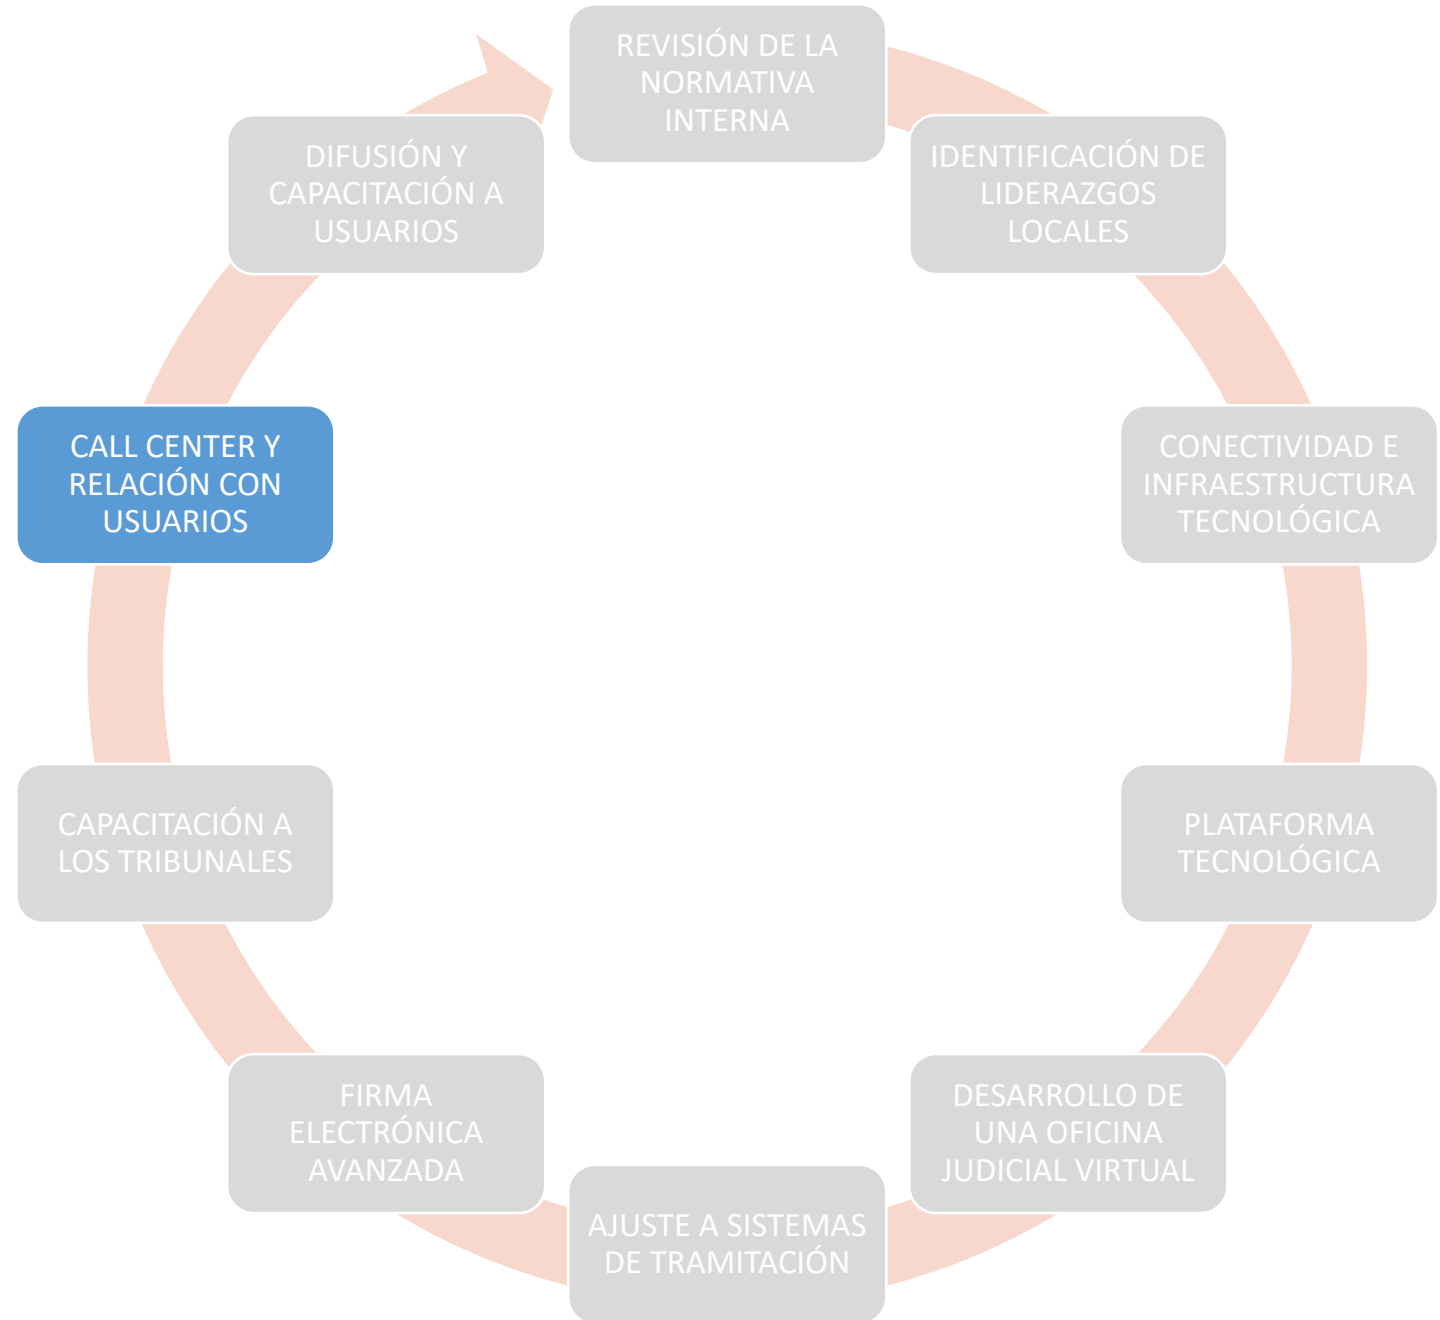 REVISIÓN DE LA
NORMATIVA
INTERNA
IDENTIFICACIÓN DE
LIDERAZGOS
LOCALES
CONECTIVIDAD E
INFRAESTRUCTURA
TECNOLÓGICA
PLATAFORMA
TECNOLÓGICA
DESARROLLO DE
UNA OFICINA
JUDICIAL VIRTUAL
AJUSTE A SISTEMAS
DE TRAMITACIÓN
FIRMA
ELECTRÓNICA
AVANZADA
CAPACITACIÓN A
LOS TRIBUNALES
CALL CENTER Y
RELACIÓN CON
USUARIOS
DIFUSIÓN Y
CAPACITACIÓN A
USUARIOS